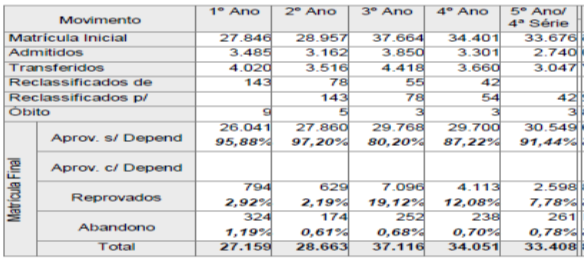 Movimento 1º Ano 2º Ano 3º Ano 4º Ano 5º Ano/ 4ª Série
Matrícula Inicial 27.846 28.957 37.664 34.401 33.676
Admitidos 3.485 3.162 3.850 3.301 2.740
Transferidos 4.020 3.516 4.418 3.660 3.047
Reclassificados de 143 78 55 42
Reclassificados p/ 143 78 54 42
Óbito 9 5 3 3 3
Matrícula Final
Aprov. s/ Depend 26.041 27.860 29.768 29.700 30.549
95,88% 97,20% 80,20% 87,22% 91,44%
Aprov. c/ Depend
Reprovados 794 629 7.096 4.113 2.598
2,92% 2,19% 19,12% 12,08% 7,78%
Abandono 324 174 252 238 261
1,19% 0,61% 0,68% 0,70% 0,78%
Total 27.159 28.663 37.116 34.051 33.408